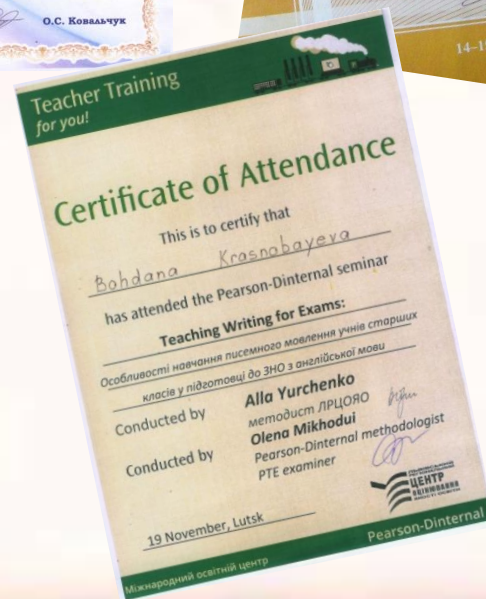 О.С. Ковальчук
14–1
Teacher Training
for you!
Certificate of Attendance
This is to certify that
Bohdana Krasnobayeva
has attended the Pearson-Dinternal seminar
Teaching Writing for Exams:
Особливості навчання писемного мовлення учнів старших
класів у підготовці до ЗНО з англійської мови
Conducted by Alla Yurchenko
методист ЛРЦОЯО
Conducted by Olena Mikhodui
Pearson-Dinternal methodologist
PTE examiner
ЦЕНТР
19 November, Lutsk
Pearson-Dinternal
Міжнародний освітній центр